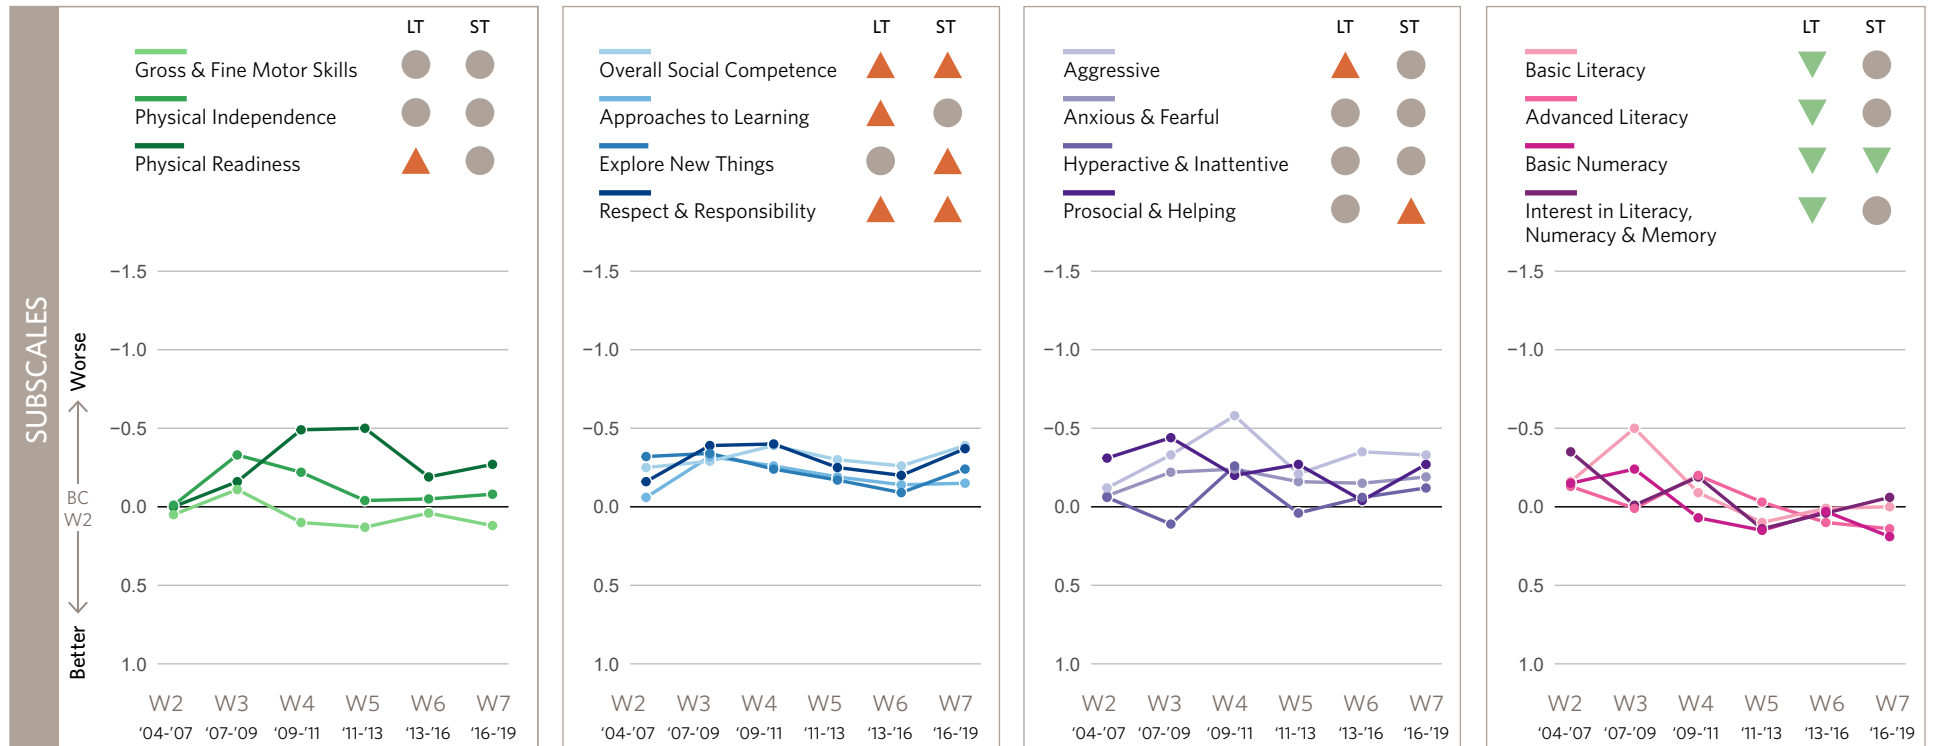 SUBSCALES
Worse
BC
W2
Better
LT ST
Gross & Fine Motor Skills
Physical Independence
Physical Readiness
−1.5
−1.0
−0.5
0.0
0.5
1.0
W2 W3 W4 W5 W6 W7
‘04-’07 ‘07-’09 ‘09-’11 ‘11-’13 ‘13-’16 ‘16-’19
LT ST
Overall Social Competence
Approaches to Learning
Explore New Things
Respect & Responsibility
−1.5
−1.0
−0.5
0.0
0.5
1.0
W2 W3 W4 W5 W6 W7
‘04-’07 ‘07-’09 ‘09-’11 ‘11-’13 ‘13-’16 ‘16-’19
LT ST
Aggressive
Anxious & Fearful
Hyperactive & Inattentive
Prosocial & Helping
−1.5
−1.0
−0.5
0.0
0.5
1.0
W2 W3 W4 W5 W6 W7
‘04-’07 ‘07-’09 ‘09-’11 ‘11-’13 ‘13-’16 ‘16-’19
LT ST
Basic Literacy
Advanced Literacy
Basic Numeracy
Interest in Literacy,
Numeracy & Memory
−1.5
−1.0
−0.5
0.0
0.5
1.0
W2 W3 W4 W5 W6 W7
‘04-’07 ‘07-’09 ‘09-’11 ‘11-’13 ‘13-’16 ‘16-’19